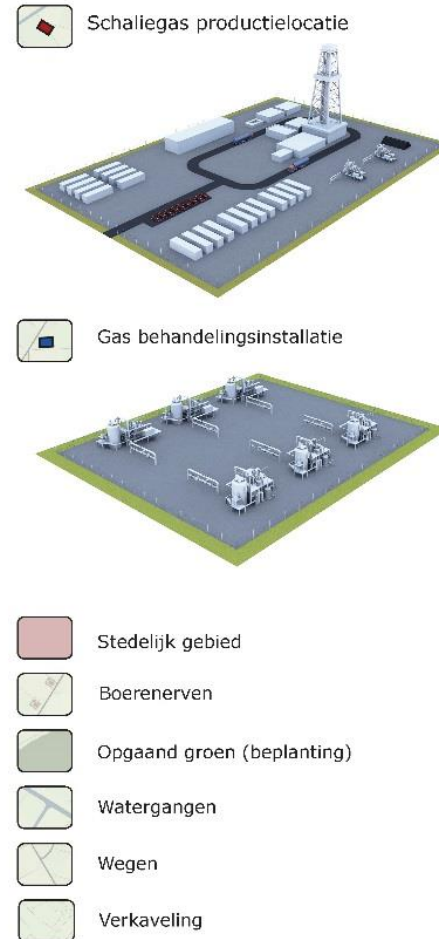 Schaliegas productielocatie
Gas behandelingsinstallatie
Stedelijk gebied
Boerenerven
Opgaand groen (beplanting)
Watergangen
Wegen
Verkaveling